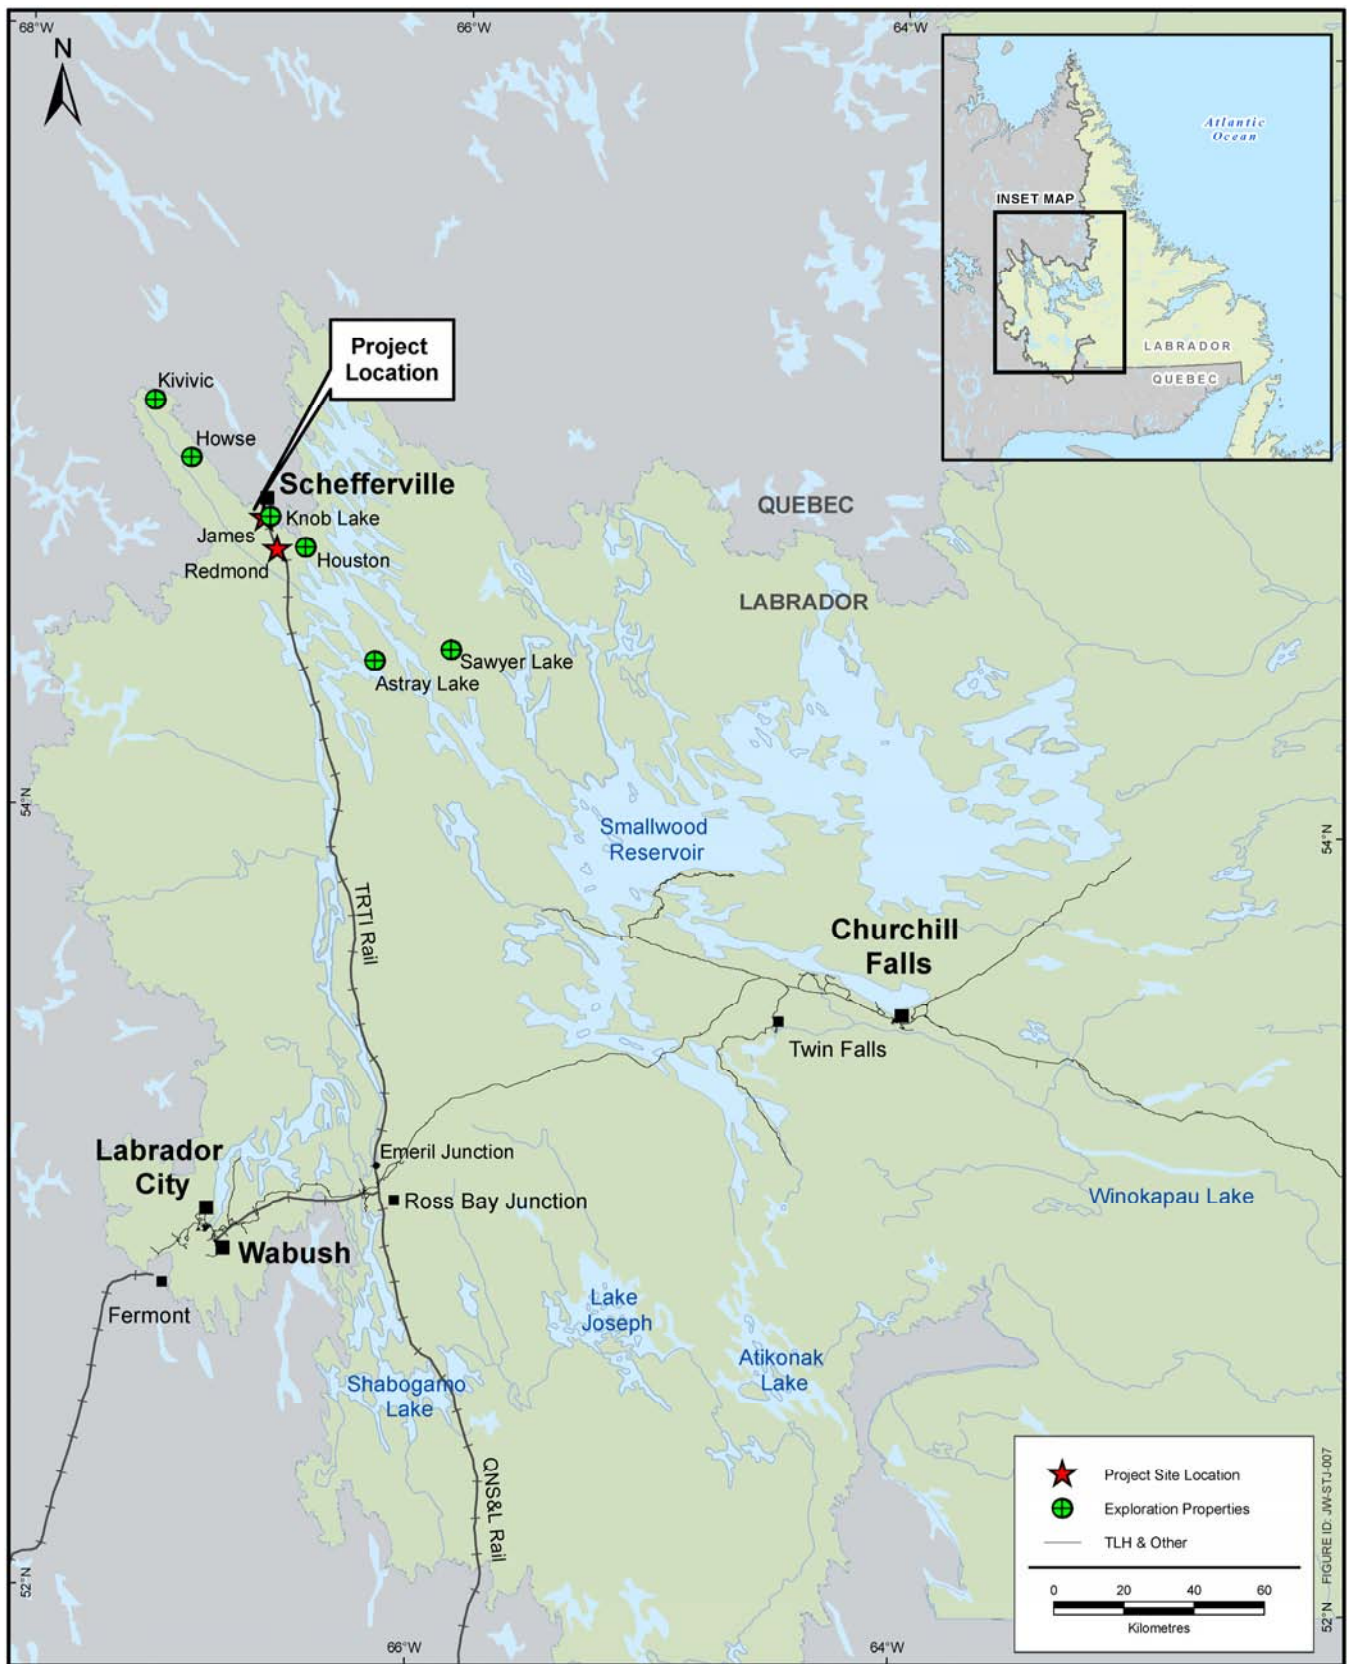 68°W
66°W
64°W
N
Atlantic
Ocean
INSET MAP
LABRADOR
QUEBEC
Project
Location
Kivivic
Howse
Schefferville
Knob Lake
James
Houston
Redmond
QUEBEC
LABRADOR
Sawyer Lake
Astray Lake
54°N
54°N
Smallwood
Reservoir
TRTI Rail
Churchill
Falls
Twin Falls
Labrador
City
Emeril Junction
Ross Bay Junction
Winokapau Lake
Wabush
Fermont
Lake
Joseph
Atikonak
Lake
Shabogamo
Lake
QNS&L Rail
Project Site Location
Exploration Properties
TLH & Other
0 20 40 60
Kilometres
FIGURE ID: JW-STJ-007
52°N
52°N
66°W
64°W